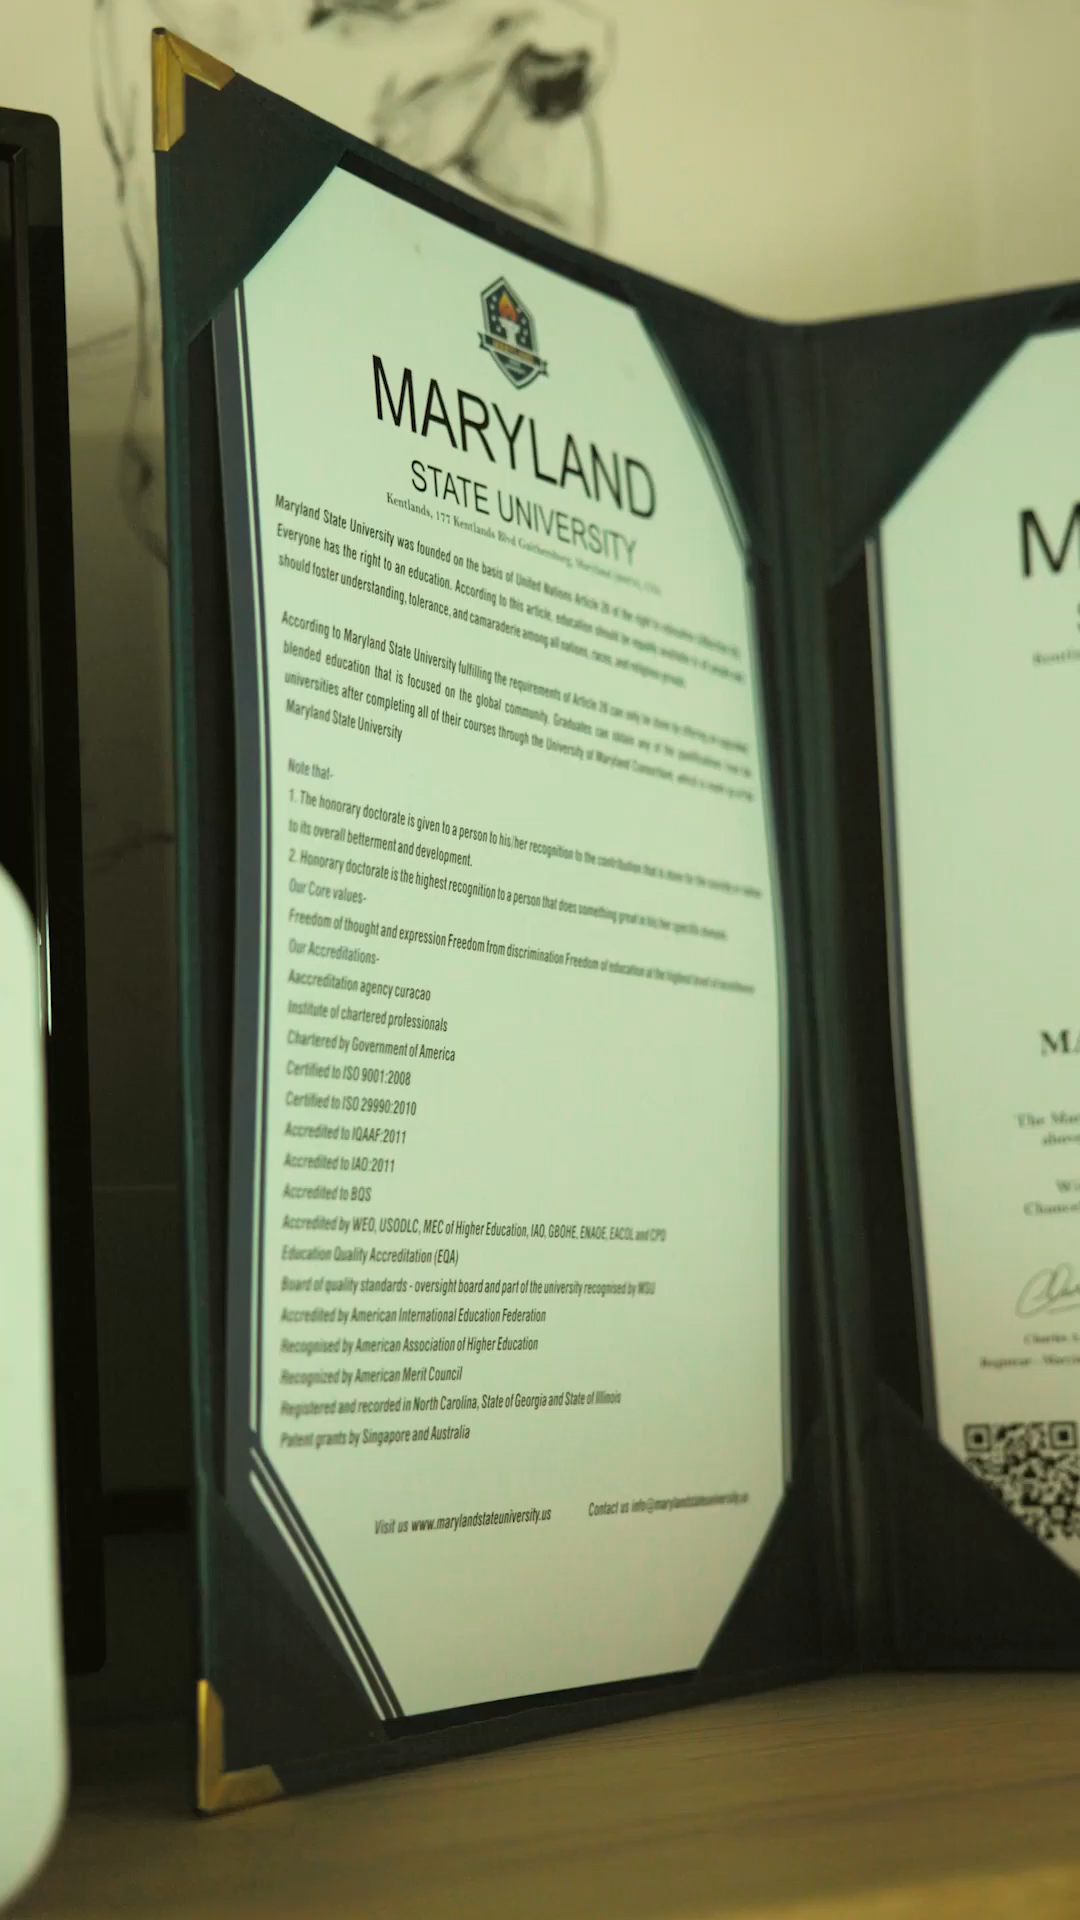 MARYLAND
STATE UNIVERSITY
Kentlands, 177 Kentlands Blvd Gaithersburg, Maryland
Maryland State University was founded on the basis of United Nations Article 26 of the right to education
Everyone has the right to an education. According to this article, education should be equally available to all
should foster understanding, tolerance, and camaraderie among all nations, races, and religious groups.
According to Maryland State University fulfilling the requirements of Article 26 can only be done by offering
blended education that is focused on the global community. Graduates can obtain any of the qualifications
universities after completing all of their courses through the University of Maryland Consortium, which is made up of the
Maryland State University
Note that-
1. The honorary doctorate is given to a person to his/her recognition to the contribution that is done for the country or
to its overall betterment and development.
2. Honorary doctorate is the highest recognition to a person that does something great in his/her specific domain.
Our Core values-
Freedom of thought and expression Freedom from discrimination Freedom of education at the highest level of excellence
Our Accreditations-
Aaccreditation agency curacao
Institute of chartered professionals
Chartered by Government of America
Certified to ISO 9001:2008
Certified to ISO 29990:2010
Accredited to IQAAF:2011
Accredited to IAO:2011
Accredited to BQS
Accredited by WEO, USODLC, MEC of Higher Education, IAO, GBOHE, ENAOE, EACOL and CPD
Education Quality Accreditation (EQA)
Board of quality standards - oversight board and part of the university recognised by MSU
Accredited by American International Education Federation
Recognised by American Association of Higher Education
Recognized by American Merit Council
Registered and recorded in North Carolina, State of Georgia and State of Illinois
Patent grants by Singapore and Australia
Visit us www.marylandstateuniversity.us
Contact us info@marylandstateuniversity.us
M
MA
The Mar